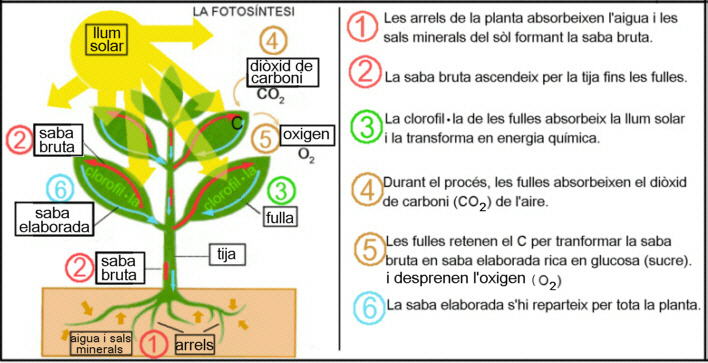 LA FOTOSÍNTESI
llum
solar
4
diòxid de
carboni
CO2
C
5
oxigen
O2
2
saba
bruta
clorofil·la
clorofil·la
6
saba
elaborada
3
fulla
2
saba
bruta
tija
aigua i sals
minerals
1
arrels
1 Les arrels de la planta absorbeixen l'aigua i les
sals minerals del sòl formant la saba bruta.
2 La saba bruta ascendeix per la tija fins les fulles.
3 La clorofil·la de les fulles absorbeix la llum solar
i la transforma en energia química.
4 Durant el procés, les fulles absorbeixen el diòxid
de carboni (CO2) de l'aire.
5 Les fulles retenen el C per tranformar la saba
bruta en saba elaborada rica en glucosa (sucre).
i desprenen l'oxigen (O2)
6 La saba elaborada s'hi reparteix per tota la planta.